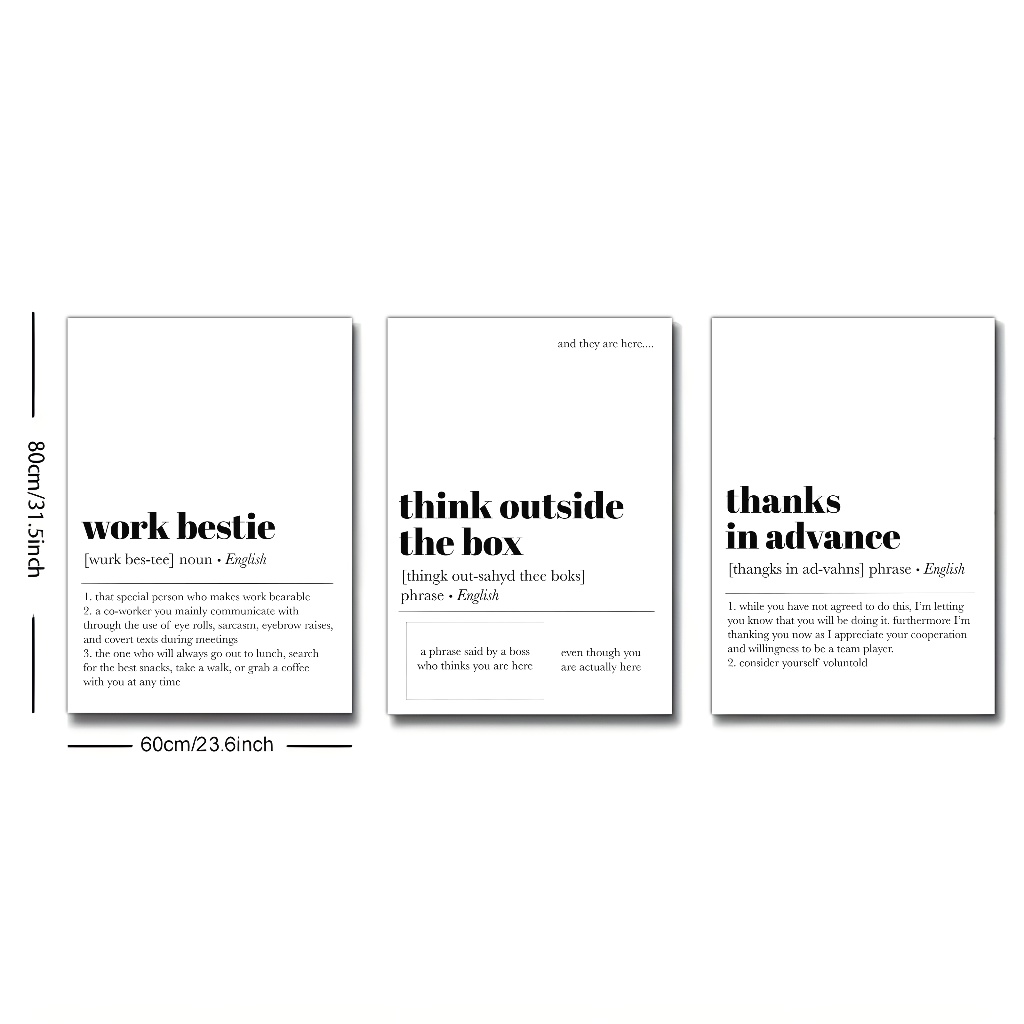 80cm/31.5inch
work bestie
[wurk bes-tee] noun • English
1. that special person who makes work bearable
2. a co-worker you mainly communicate with
through the use of eye rolls, sarcasm, eyebrow raises,
and covert texts during meetings
3. the one who will always go out to lunch, search
for the best snacks, take a walk, or grab a coffee
with you at any time
60cm/23.6inch
and they are here....
think outside
the box
[thingk out-sahyd thee boks]
phrase • English
a phrase said by a boss
who thinks you are here
even though you
are actually here
thanks
in advance
[thangks in ad-vahns] phrase • English
1. while you have not agreed to do this, I'm letting
you know that you will be doing it. furthermore I'm
thanking you now as I appreciate your cooperation
and willingness to be a team player.
2. consider yourself voluntold